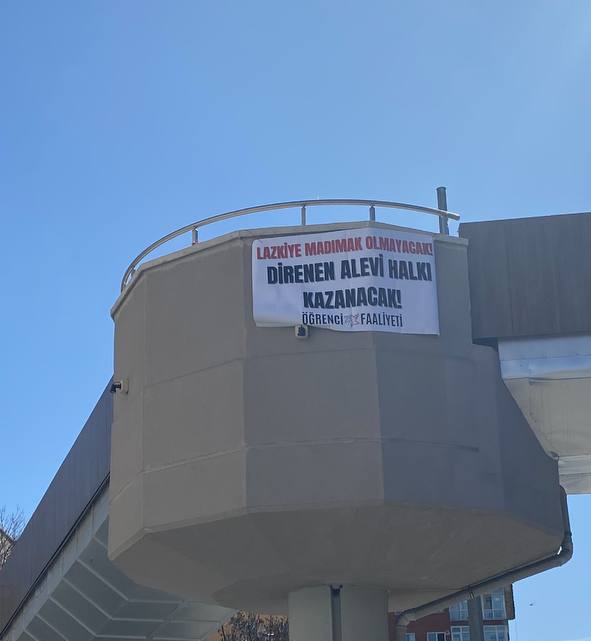 LAZKİYE MADIMAK OLMAYACAK!
DİRENEN ALEVİ HALKI
KAZANACAK!
ÖĞRENCİ FAALİYETİ